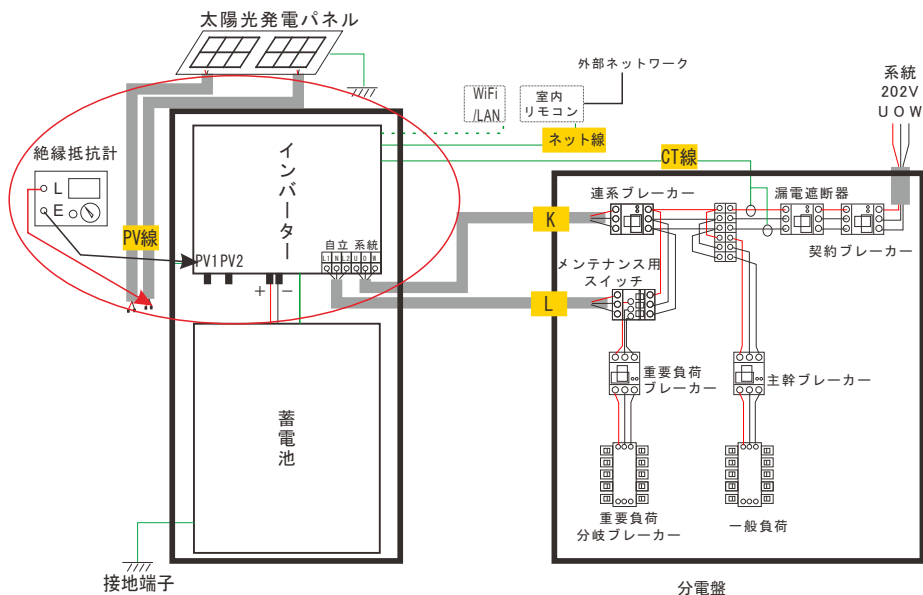 太陽光発電パネル
外部ネットワーク
系統
202V
U O W
WiFi
/LAN
室内
リモコン
ネット線
CT線
絶縁抵抗計
L
E
PV線
インバーター
PV1 PV2
自立 系統
L1 N L2 U O W
+ −
K
L
連系ブレーカー
漏電遮断器
契約ブレーカー
メンテナンス用
スイッチ
重要負荷
ブレーカー
主幹ブレーカー
蓄電池
重要負荷
分岐ブレーカー
一般負荷
接地端子
分電盤